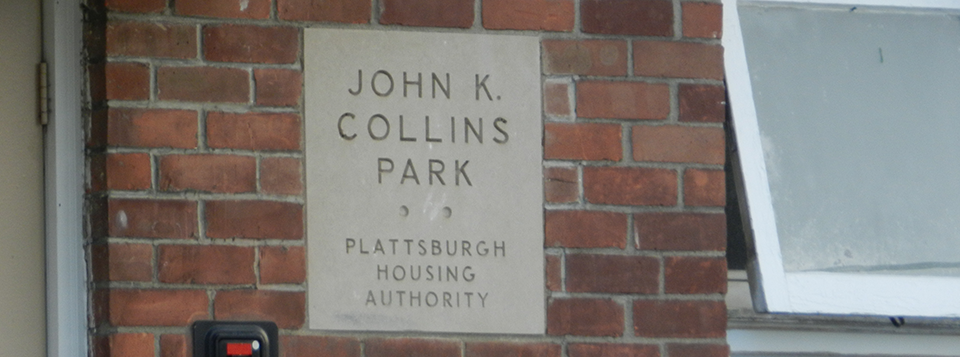 JOHN K.
COLLINS
PARK
PLATTSBURGH
HOUSING
AUTHORITY